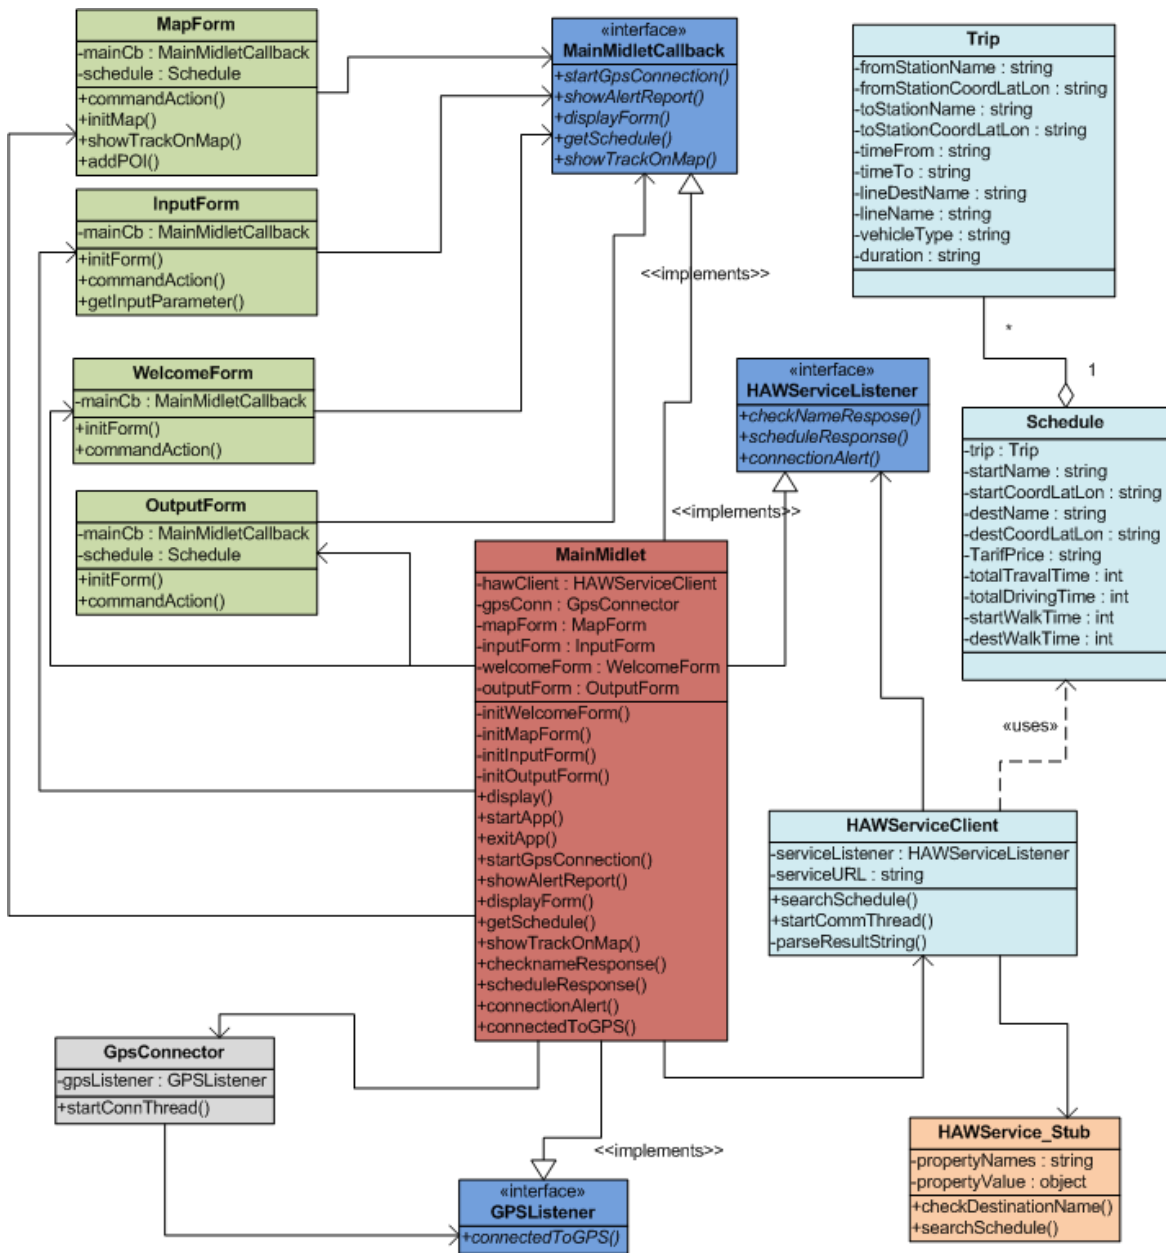 MapForm
-mainCb : MainMidletCallback
-schedule : Schedule
+commandAction()
+initMap()
+showTrackOnMap()
+addPOI()
«interface»
MainMidletCallback
+startGpsConnection()
+showAlertReport()
+displayForm()
+getSchedule()
+showTrackOnMap()
Trip
-fromStationName : string
-fromStationCoordLatLon : string
-toStationName : string
-toStationCoordLatLon : string
-timeFrom : string
-timeTo : string
-lineDestName : string
-lineName : string
-vehicleType : string
-duration : string
InputForm
-mainCb : MainMidletCallback
+initForm()
+commandAction()
+getInputParameter()
<<implements>>
*
1
WelcomeForm
-mainCb : MainMidletCallback
+initForm()
+commandAction()
«interface»
HAWServiceListener
+checkNameRespose()
+scheduleResponse()
+connectionAlert()
Schedule
-trip : Trip
-startName : string
-startCoordLatLon : string
-destName : string
-destCoordLatLon : string
-TarifPrice : string
-totalTravalTime : int
-totalDrivingTime : int
-startWalkTime : int
-destWalkTime : int
OutputForm
-mainCb : MainMidletCallback
-schedule : Schedule
+initForm()
+commandAction()
<<implements>>
MainMidlet
-hawClient : HAWServiceClient
-gpsConn : GpsConnector
-mapForm : MapForm
-inputForm : InputForm
-welcomeForm : WelcomeForm
-outputForm : OutputForm
-initWelcomeForm()
-initMapForm()
-initInputForm()
-initOutputForm()
+display()
+startApp()
+exitApp()
+startGpsConnection()
+showAlertReport()
+displayForm()
+getSchedule()
+showTrackOnMap()
+checknameResponse()
+scheduleResponse()
+connectionAlert()
+connectedToGPS()
«uses»
HAWServiceClient
-serviceListener : HAWServiceListener
-serviceURL : string
+searchSchedule()
+startCommThread()
-parseResultString()
GpsConnector
-gpsListener : GPSListener
+startConnThread()
<<implements>>
«interface»
GPSListener
+connectedToGPS()
HAWService_Stub
-propertyNames : string
-propertyValue : object
+checkDestinationName()
+searchSchedule()